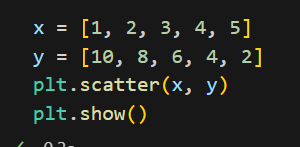 x = [1, 2, 3, 4, 5]
y = [10, 8, 6, 4, 2]
plt.scatter(x, y)
plt.show()